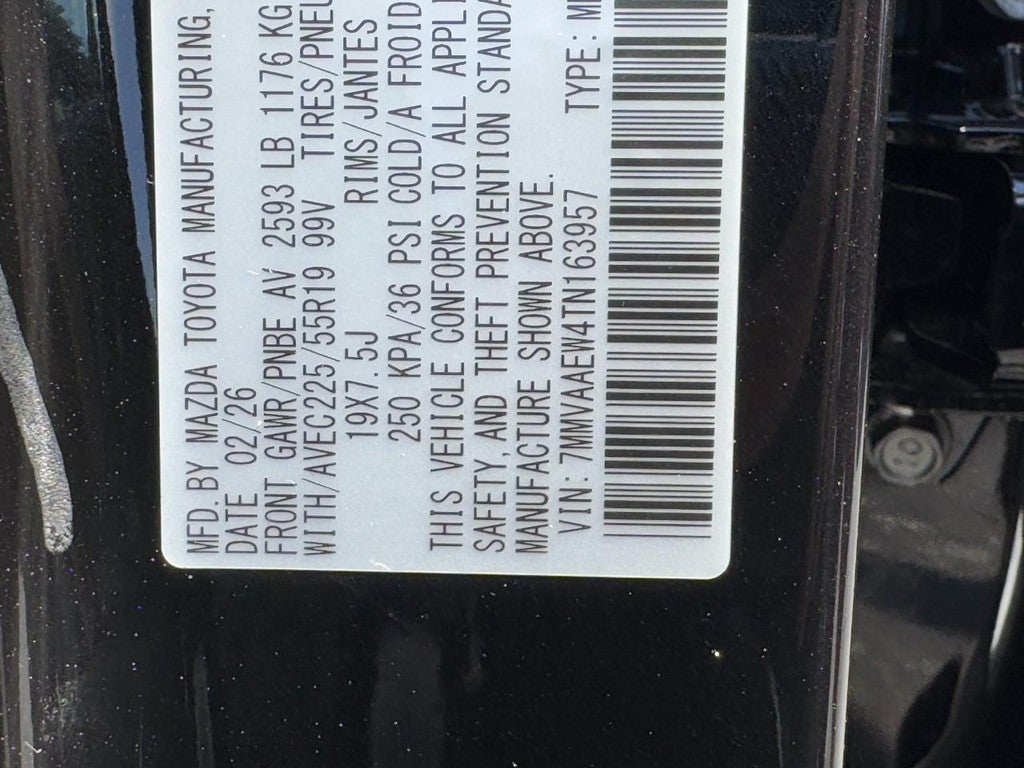 MFD. BY MAZDA TOYOTA MANUFACTURING,
DATE 02/26
FRONT GAWR/PNBE AV 2593 LB 1176 KG
WITH/AVEC225/55R19 99V TIRES/PNEU
19X7.5J RIMS/JANTES
250 KPA/36 PSI COLD/A FROID
THIS VEHICLE CONFORMS TO ALL APPLI
SAFETY, AND THEFT PREVENTION STANDA
MANUFACTURE SHOWN ABOVE.
VIN: 7MMVAAEW4TN163957 TYPE: